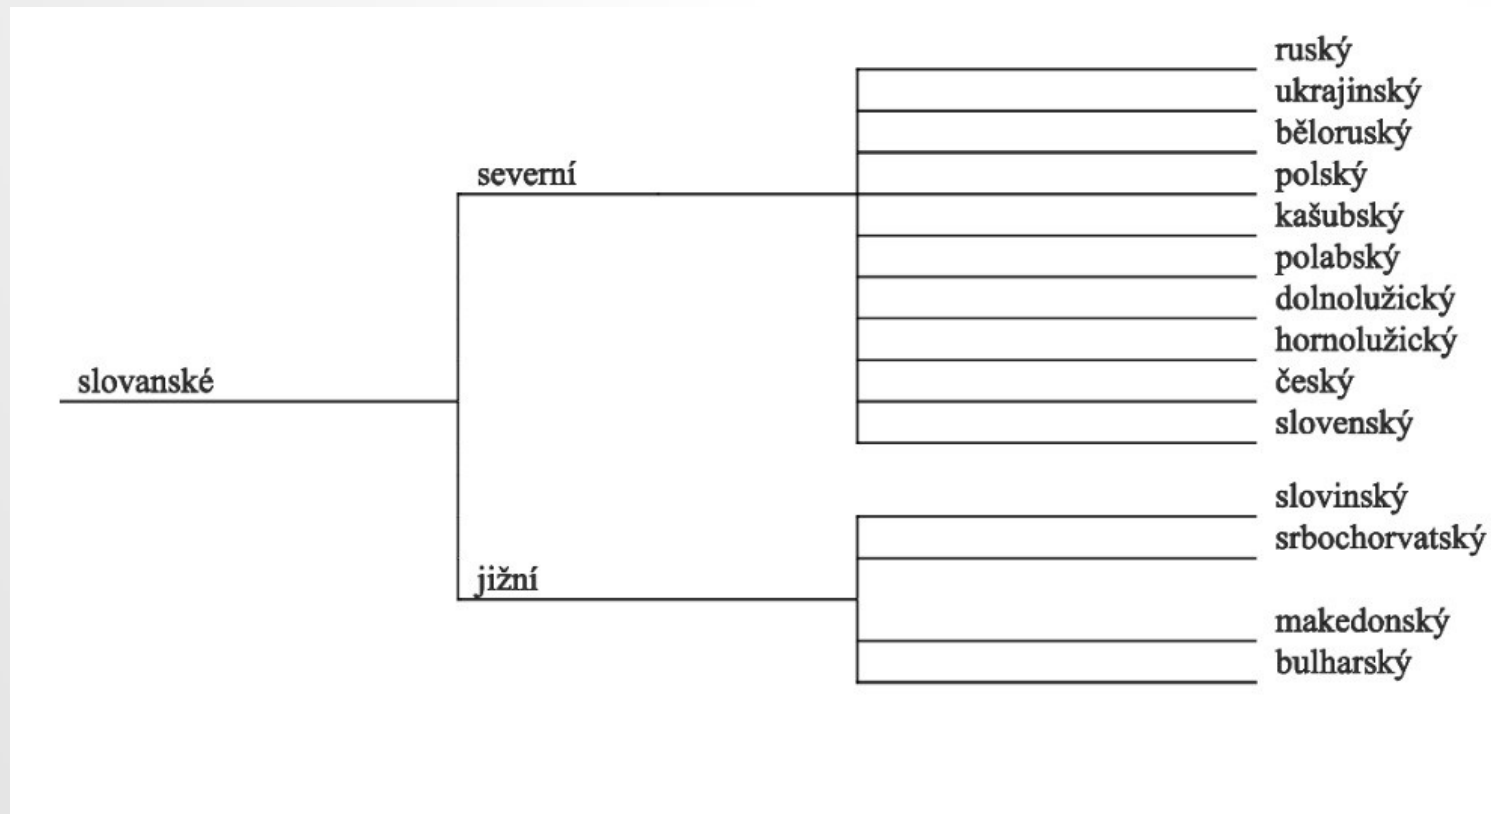 ruský
ukrajinský
běloruský
severní
polský
kašubský
polabský
dolnolužický
hornolužický
slovanské
český
slovenský
slovinský
srbochorvatský
jižní
makedonský
bulharský